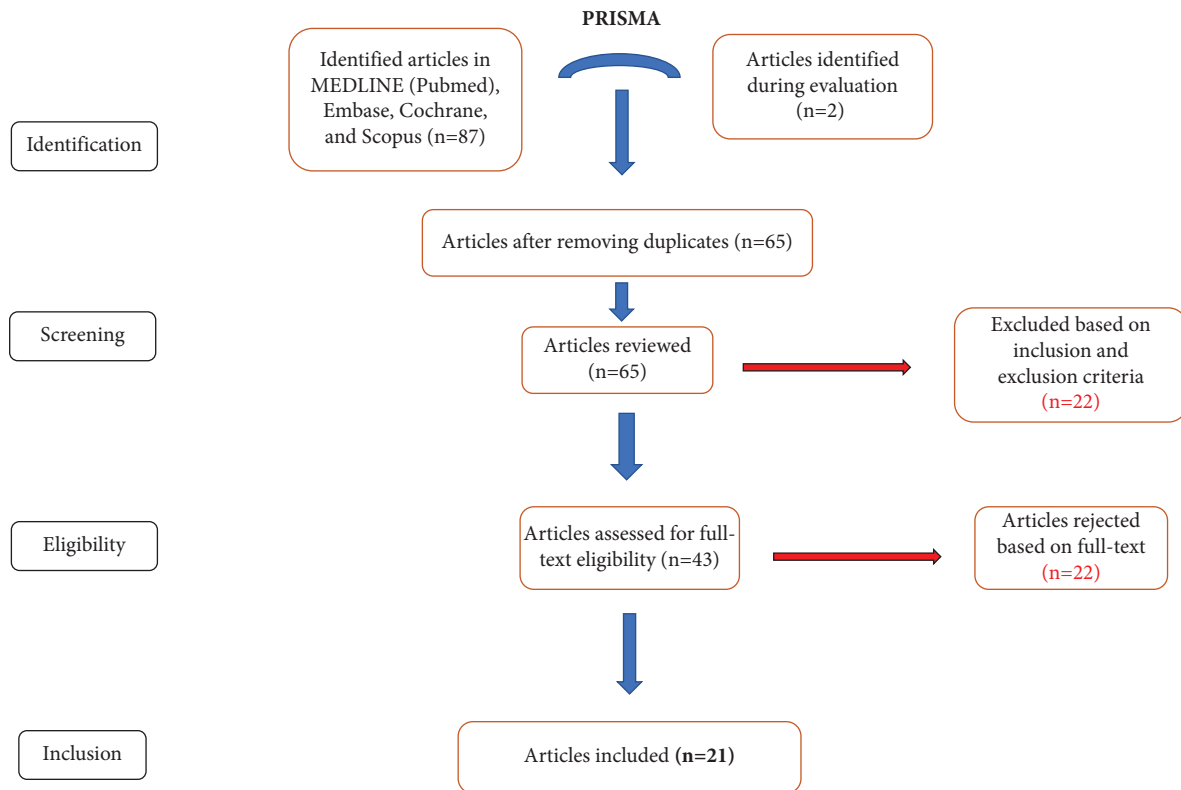 PRISMA
Identified articles in
MEDLINE (Pubmed),
Embase, Cochrane,
and Scopus (n=87)
Articles identified
during evaluation
(n=2)
Identification
Articles after removing duplicates (n=65)
Screening
Articles reviewed
(n=65)
Excluded based on
inclusion and
exclusion criteria
(n=22)
Eligibility
Articles assessed for full-
text eligibility (n=43)
Articles rejected
based on full-text
(n=22)
Inclusion
Articles included (n=21)